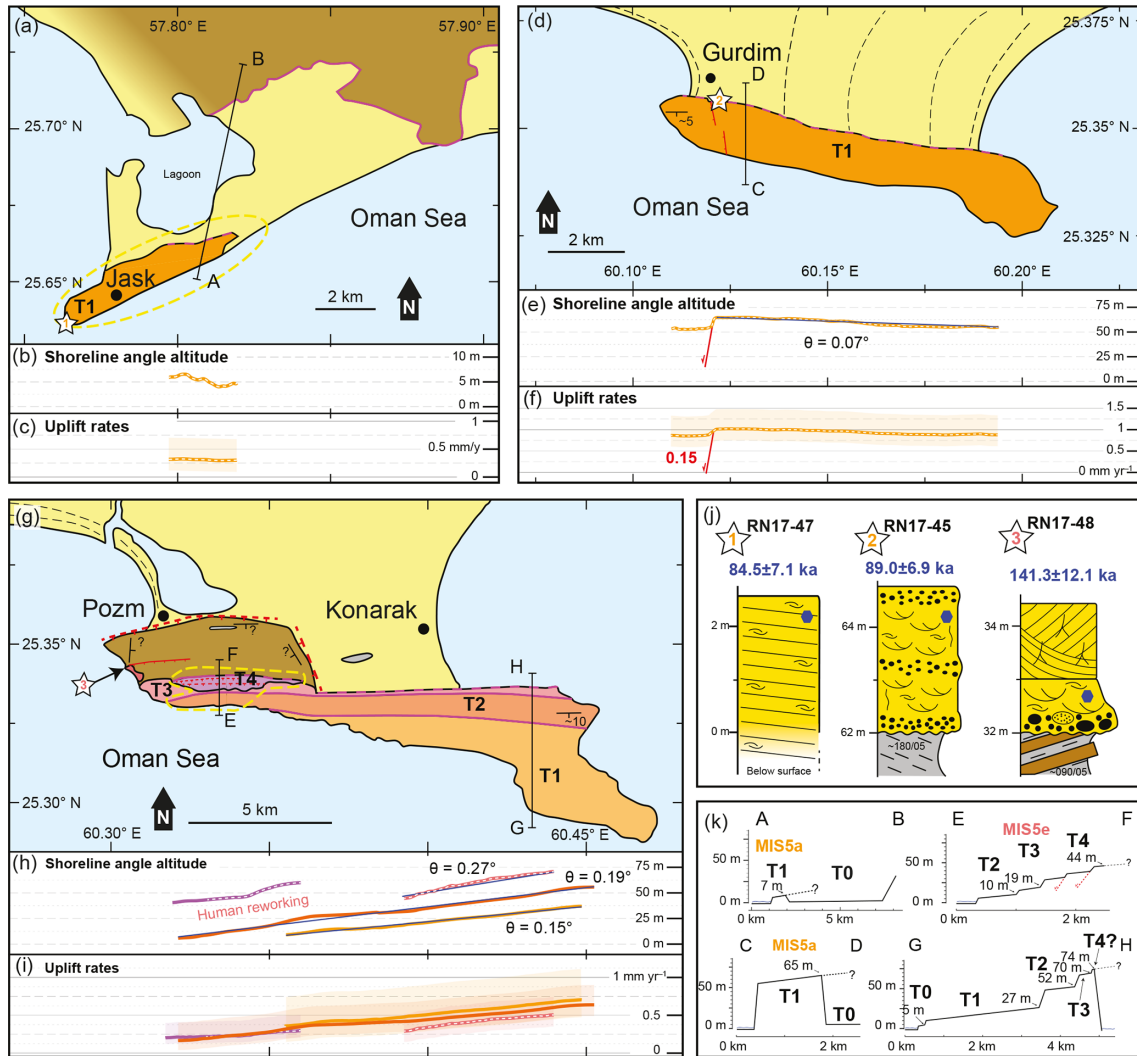 (a)
57.80° E
57.90° E
B
25.70° N
Lagoon
Oman Sea
Jask
25.65° N
A
T1
1
2 km
N
(b) Shoreline angle altitude
10 m
5 m
0 m
(c) Uplift rates
1
0.5 mm/y
0
(d)
25.375° N
Gurdim
D
2
~5
25.35° N
T1
C
Oman Sea
N
2 km
25.325° N
60.10° E
60.15° E
60.20° E
(e) Shoreline angle altitude
75 m
50 m
25 m
0 m
θ = 0.07°
(f) Uplift rates
1.5
1
0.5
0 mm yr⁻¹
0.15
(g)
Pozm
Konarak
25.35° N
?
?
?
F
H
3
T3
T4
E
T2
~10
Oman Sea
T1
25.30° N
N
5 km
G
60.30° E
60.45° E
(h) Shoreline angle altitude
75 m
50 m
25 m
0 m
θ = 0.27°
θ = 0.19°
Human reworking
θ = 0.15°
(i) Uplift rates
1 mm yr⁻¹
0.5
0
(j)
1 RN17-47
84.5±7.1 ka
2 m
0 m
Below surface
2 RN17-45
89.0±6.9 ka
64 m
62 m
~180/05
3 RN17-48
141.3±12.1 ka
34 m
32 m
~090/05
(k)
A
B
MIS5a
50 m
T1
T0
7 m
?
0 m
0 km
5 km
E
F
MIS5e
50 m
T2
T3
T4
10 m
19 m
44 m
?
0 m
0 km
2 km
C
D
MIS5a
50 m
65 m
?
T1
T0
0 m
0 km
2 km
G
H
T4?
50 m
T0
T1
T2
T3
5 m
27 m
52 m
70 m
74 m
?
0 m
0 km
2 km
4 km